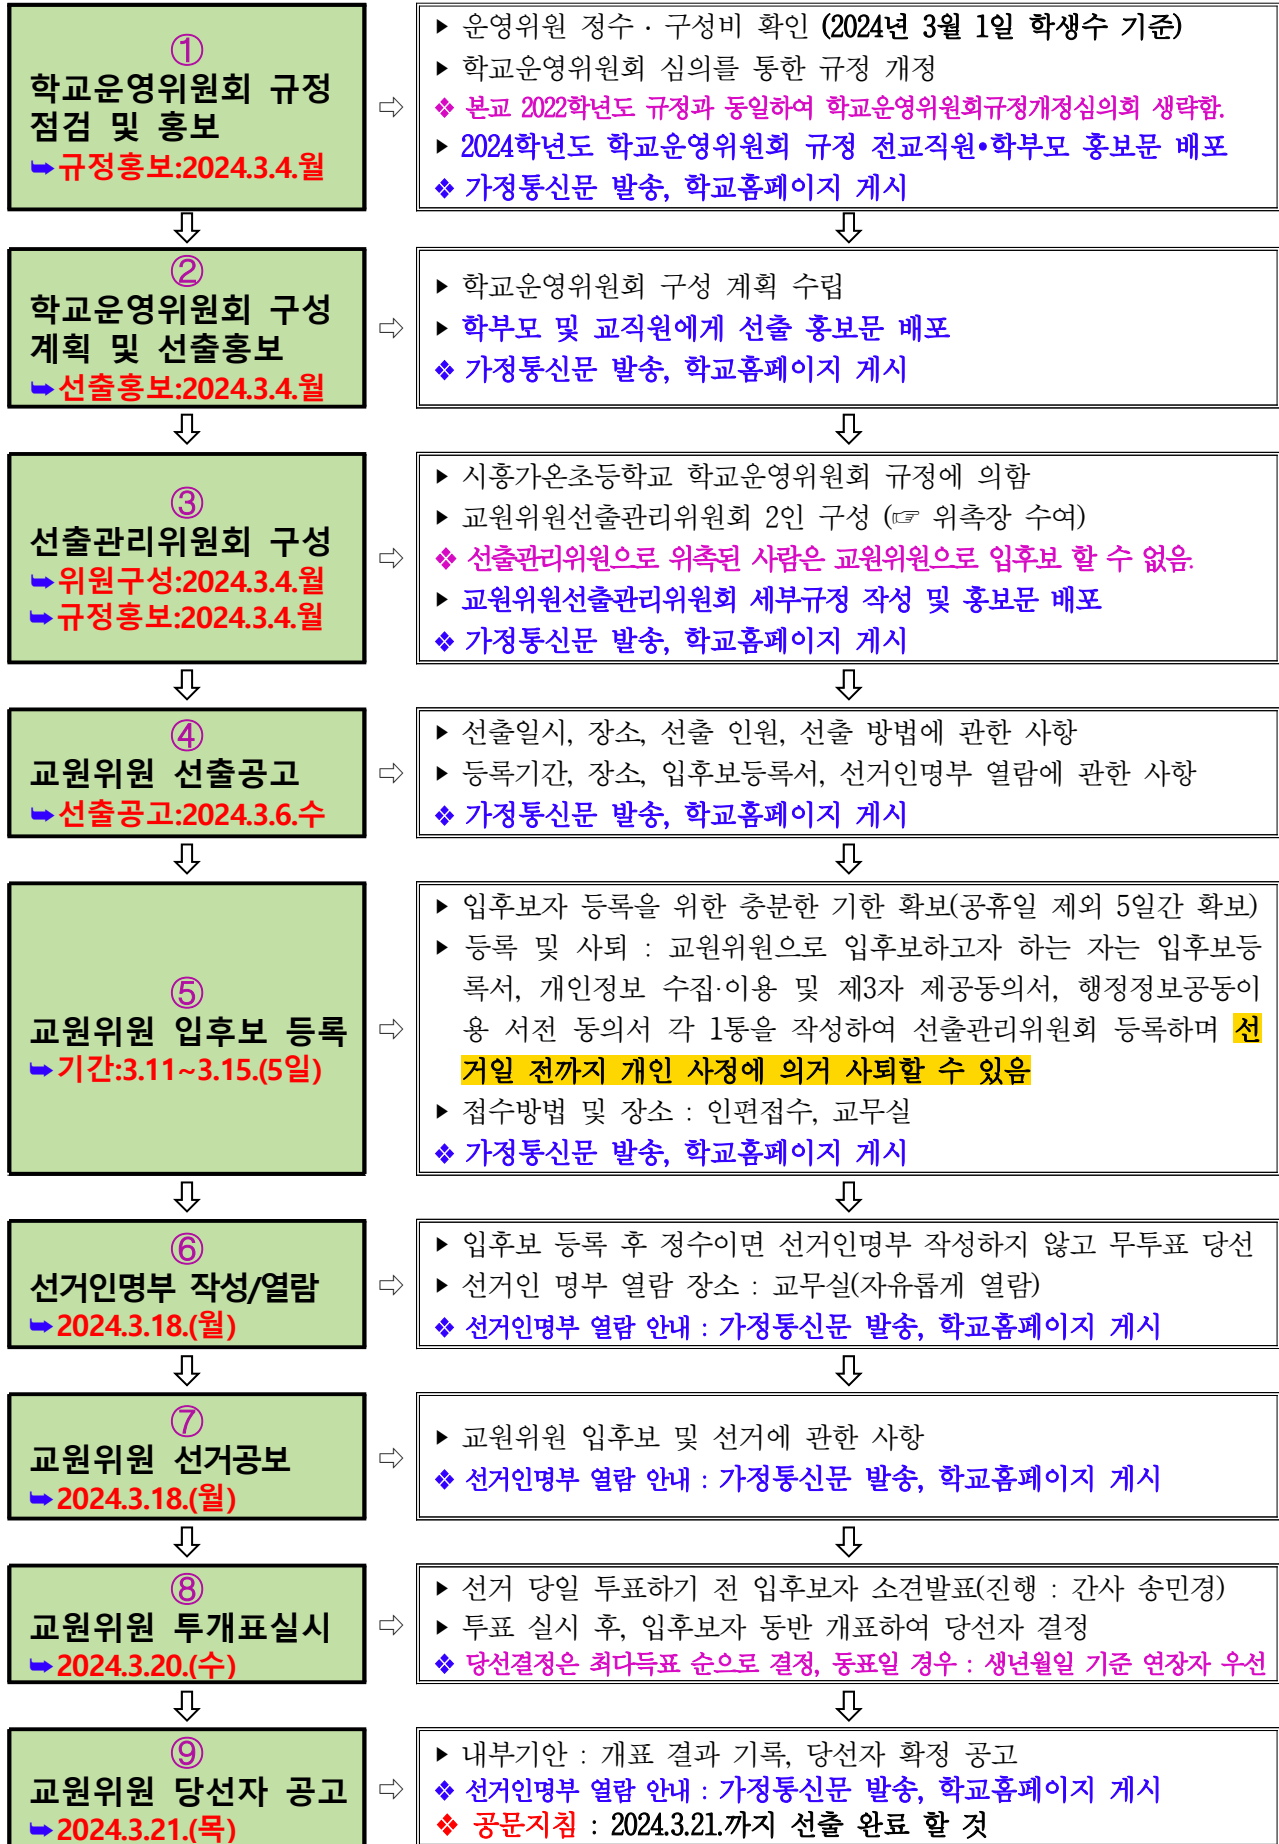 ①
학교운영위원회 규정
점검 및 홍보
➥규정홍보:2024.3.4.월
⇨
▶ 운영위원 정수 · 구성비 확인 (2024년 3월 1일 학생수 기준)
▶ 학교운영위원회 심의를 통한 규정 개정
❖ 본교 2022학년도 규정과 동일하여 학교운영위원회규정개정심의회 생략함.
▶ 2024학년도 학교운영위원회 규정 전교직원•학부모 홍보문 배포
❖ 가정통신문 발송, 학교홈페이지 게시
②
학교운영위원회 구성
계획 및 선출홍보
➥선출홍보:2024.3.4.월
⇨
▶ 학교운영위원회 구성 계획 수립
▶ 학부모 및 교직원에게 선출 홍보문 배포
❖ 가정통신문 발송, 학교홈페이지 게시
③
선출관리위원회 구성
➥위원구성:2024.3.4.월
➥규정홍보:2024.3.4.월
⇨
▶ 시흥가온초등학교 학교운영위원회 규정에 의함
▶ 교원위원선출관리위원회 2인 구성 (☞ 위촉장 수여)
❖ 선출관리위원으로 위촉된 사람은 교원위원으로 입후보 할 수 없음.
▶ 교원위원선출관리위원회 세부규정 작성 및 홍보문 배포
❖ 가정통신문 발송, 학교홈페이지 게시
④
교원위원 선출공고
➥선출공고:2024.3.6.수
⇨
▶ 선출일시, 장소, 선출 인원, 선출 방법에 관한 사항
▶ 등록기간, 장소, 입후보등록서, 선거인명부 열람에 관한 사항
❖ 가정통신문 발송, 학교홈페이지 게시
⑤
교원위원 입후보 등록
➥기간:3.11~3.15.(5일)
⇨
▶ 입후보자 등록을 위한 충분한 기한 확보(공휴일 제외 5일간 확보)
▶ 등록 및 사퇴 : 교원위원으로 입후보하고자 하는 자는 입후보등
록서, 개인정보 수집·이용 및 제3자 제공동의서, 행정정보공동이
용 서전 동의서 각 1통을 작성하여 선출관리위원회 등록하며 선
거일 전까지 개인 사정에 의거 사퇴할 수 있음
▶ 접수방법 및 장소 : 인편접수, 교무실
❖ 가정통신문 발송, 학교홈페이지 게시
⑥
선거인명부 작성/열람
➥2024.3.18.(월)
⇨
▶ 입후보 등록 후 정수이면 선거인명부 작성하지 않고 무투표 당선
▶ 선거인 명부 열람 장소 : 교무실(자유롭게 열람)
❖ 선거인명부 열람 안내 : 가정통신문 발송, 학교홈페이지 게시
⑦
교원위원 선거공보
➥2024.3.18.(월)
⇨
▶ 교원위원 입후보 및 선거에 관한 사항
❖ 선거인명부 열람 안내 : 가정통신문 발송, 학교홈페이지 게시
⑧
교원위원 투개표실시
➥2024.3.20.(수)
⇨
▶ 선거 당일 투표하기 전 입후보자 소견발표(진행 : 간사 송민경)
▶ 투표 실시 후, 입후보자 동반 개표하여 당선자 결정
❖ 당선결정은 최다득표 순으로 결정, 동표일 경우 : 생년월일 기준 연장자 우선
⑨
교원위원 당선자 공고
➥2024.3.21.(목)
⇨
▶ 내부기안 : 개표 결과 기록, 당선자 확정 공고
❖ 선거인명부 열람 안내 : 가정통신문 발송, 학교홈페이지 게시
❖ 공문지침 : 2024.3.21.까지 선출 완료 할 것